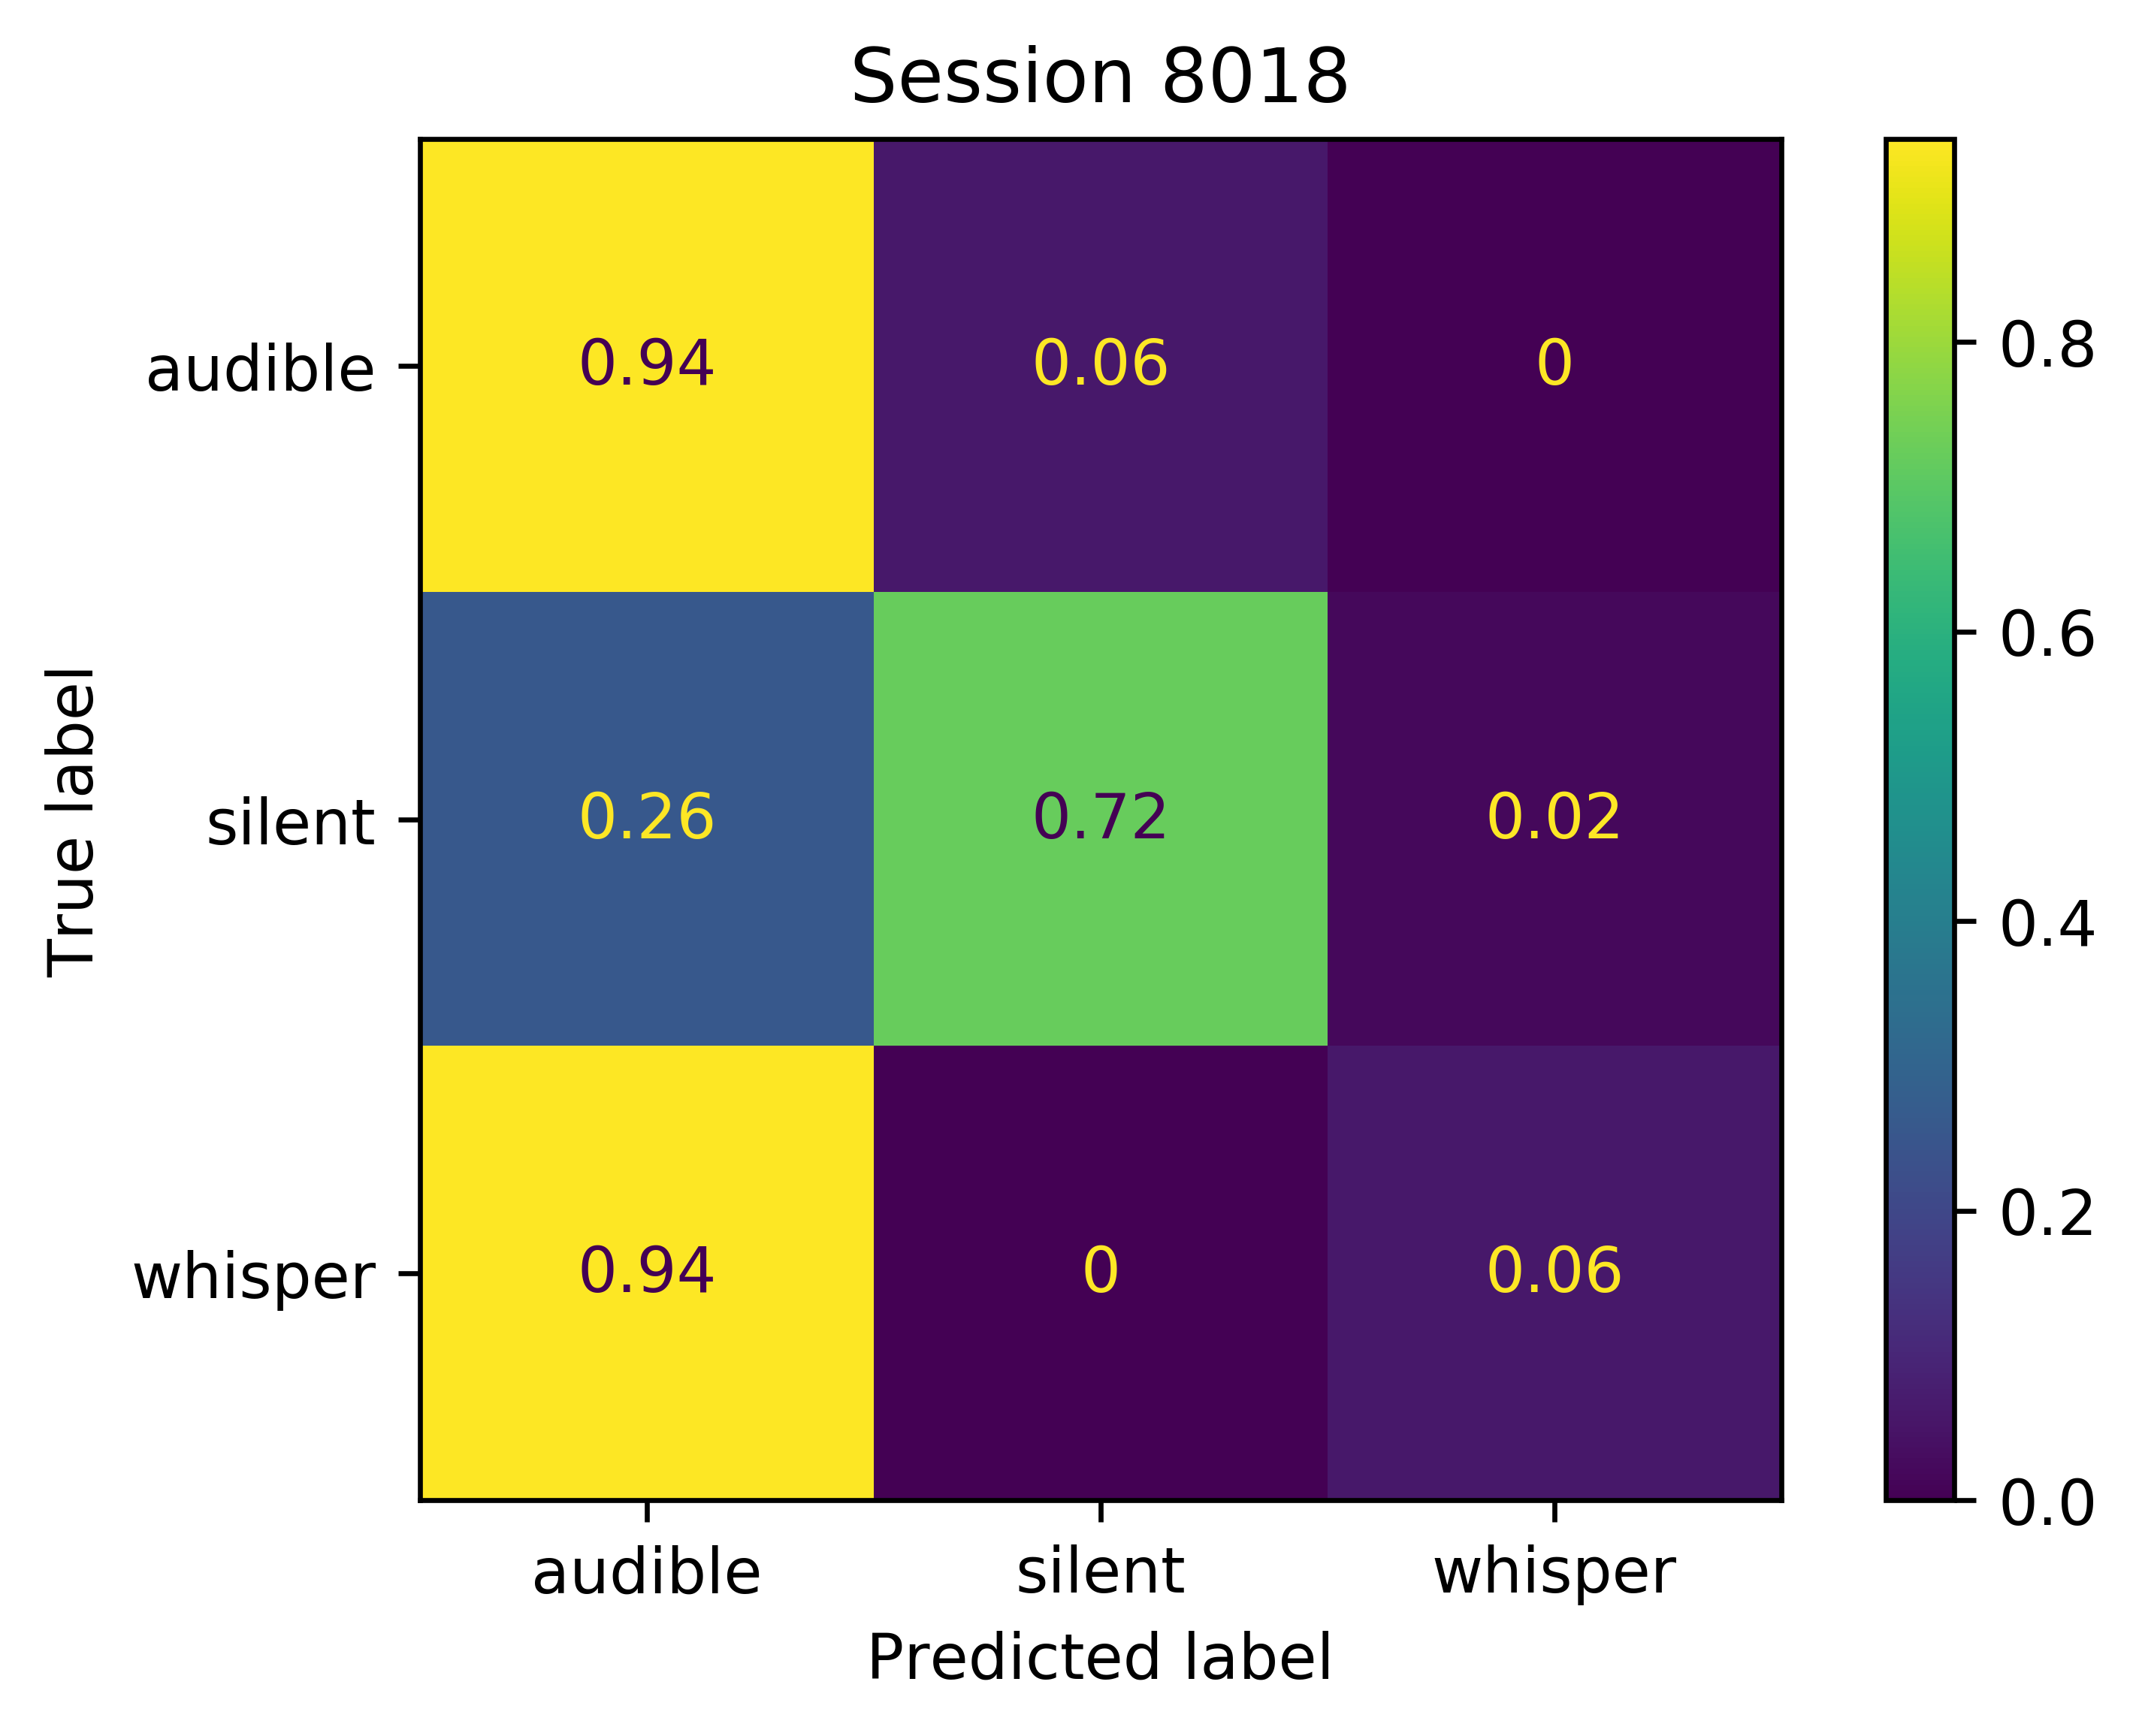 Session 8018
audible 0.94 0.06 0 0.8
silent 0.26 0.72 0.02 0.6
whisper 0.94 0 0.06 0.4
0.2
0.0
True label
audible silent whisper
Predicted label